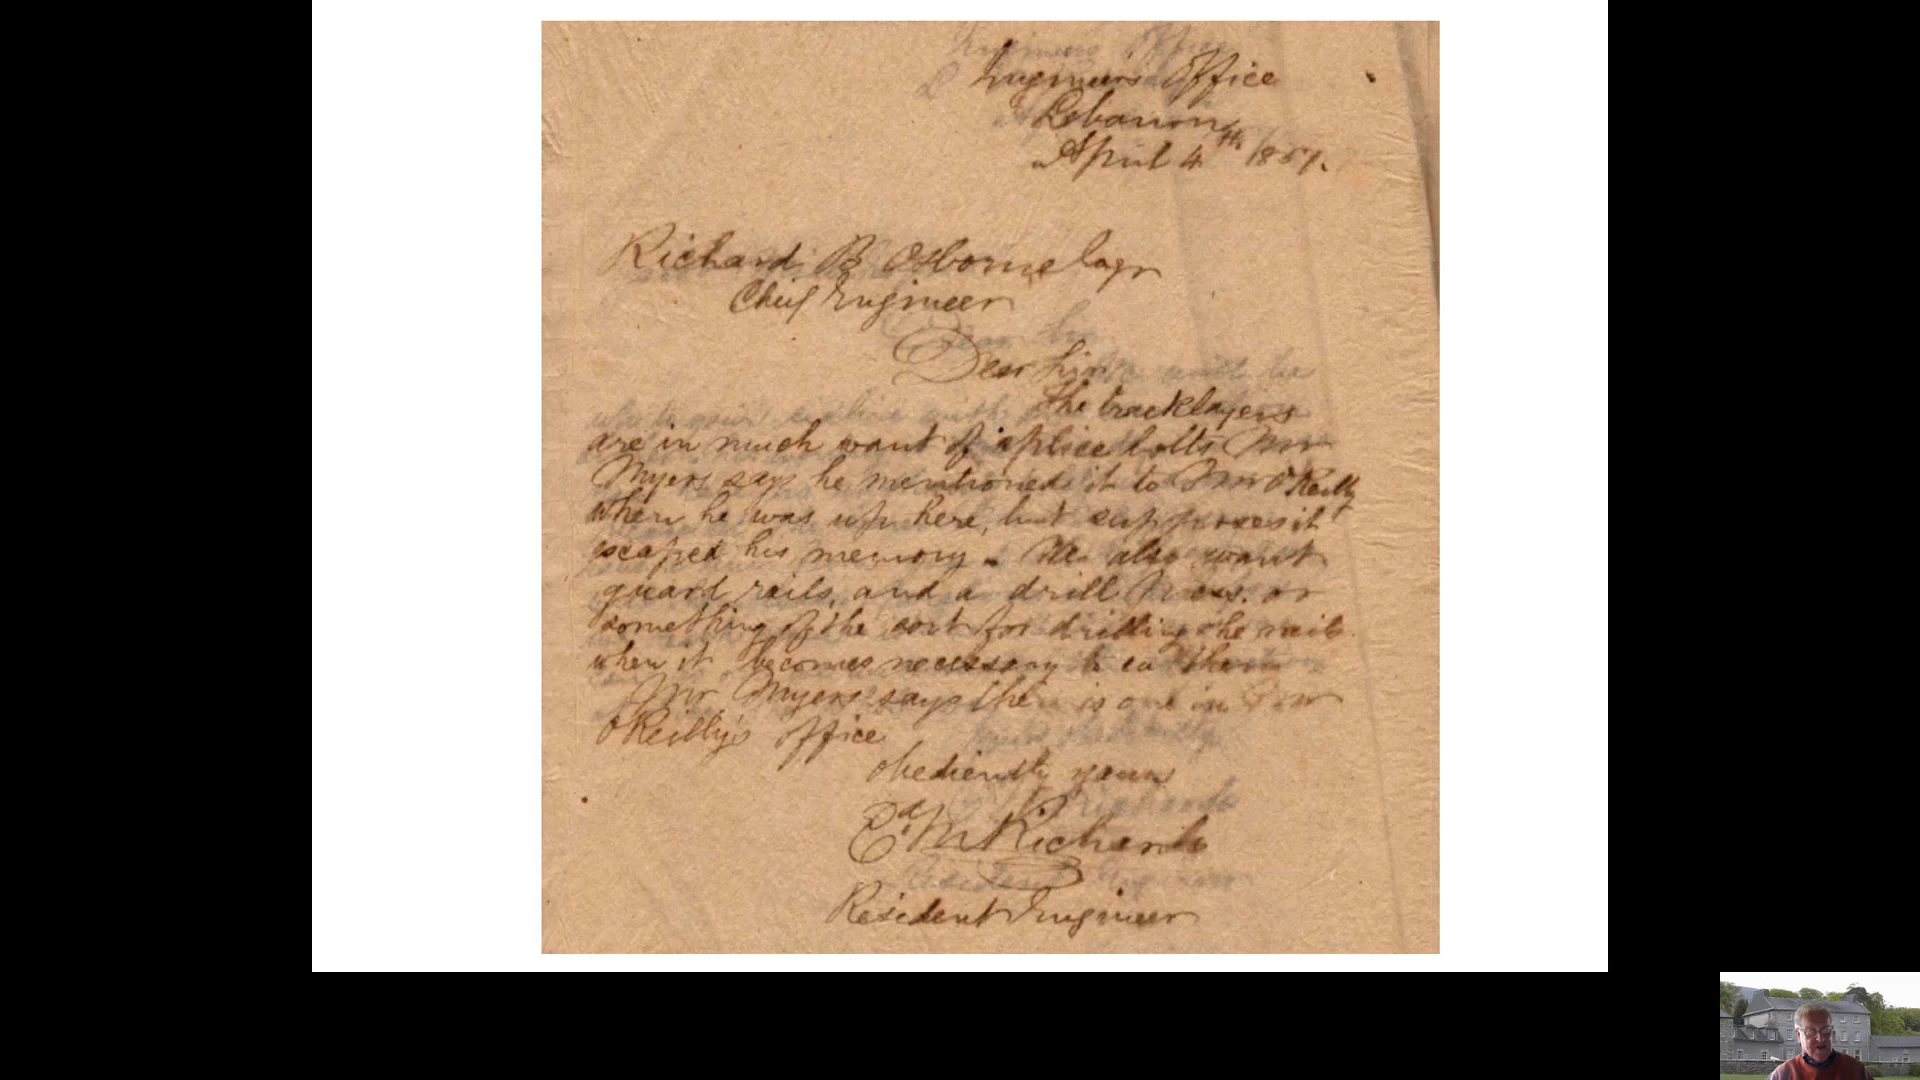 Engineers Office
Lebanon
April 4th 1857.
Richard B Osborne Esqr
Chief Engineer
Dear Sir
The tracklayers
are in much want of splice bolts Mr
Myers says he mentioned it to Mr O'Reilly
when he was up here, but supposes it
escaped his memory. We also want
guard rails, and a drill press. or
something of the sort for drilling the rails
when it becomes necessary to cut them
Mr Myers says there is one in Mr
O'Reilly's office
obediently yours
Ed. M Richards
Resident Engineer